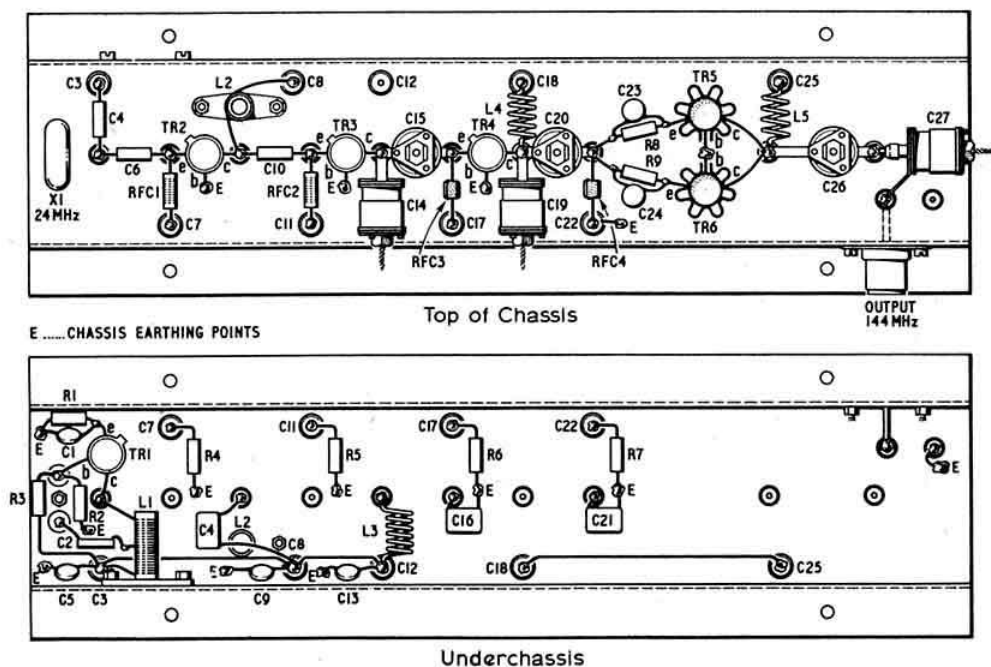 C3
C4
C6
X1
24 MHz
RFC1
C7
TR2
e
c
b
E
L2
C8
C10
RFC2
C11
C12
TR3
e
c
b
E
C15
C14
RFC3
TR4
e
c
b
E
C17
C18
L4
C20
C19
C22
E
RFC4
C23
R8
R9
C24
TR5
e
c
b
b
e
c
TR6
C25
L5
C26
C27
OUTPUT
144MHz
Top of Chassis
E ......CHASSIS EARTHING POINTS
R1
E
C1
e
TR1
b
c
R3
R2
E
C2
L1
E
C5
C3
C7
R4
E
C4
L2
C8
C9
E
C11
R5
E
L3
C12
E
C13
C17
R6
E
C16
C22
R7
E
C21
C18
C25
E
Underchassis